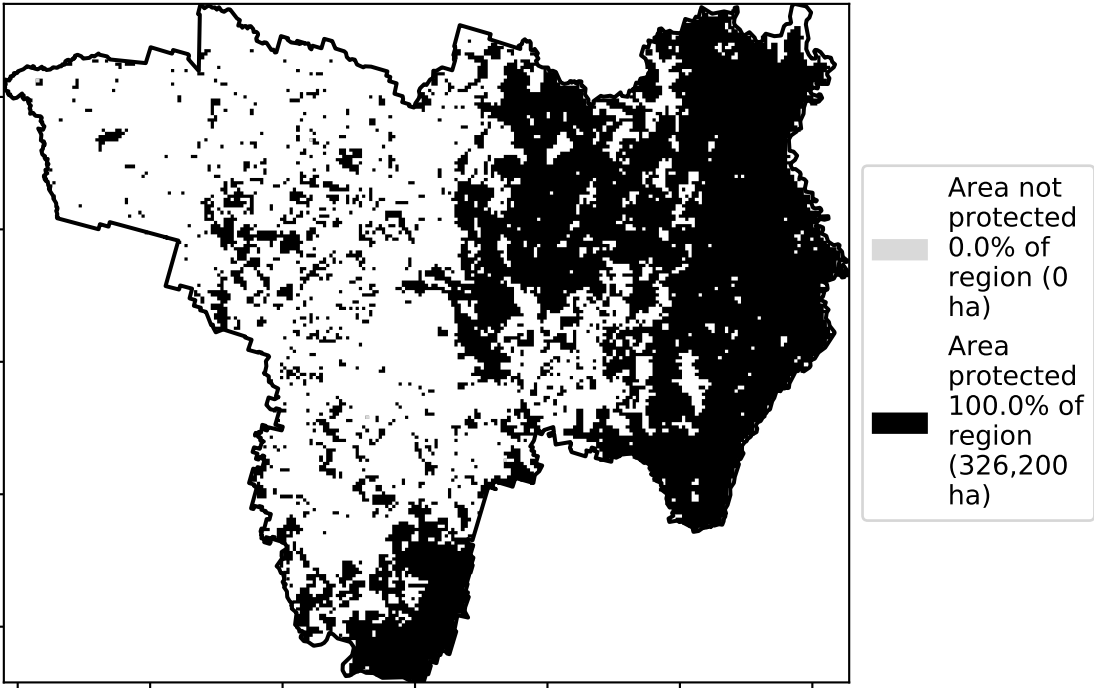 Area not
protected
0.0% of
region (0
ha)
Area
protected
100.0% of
region
(326,200
ha)